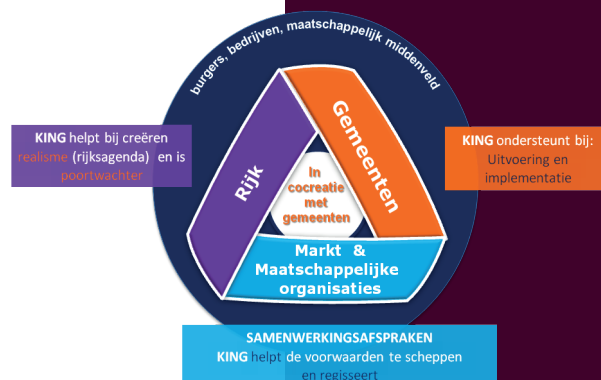 burgers, bedrijven, maatschappelijk middenveld
KING helpt bij creëren
realisme (rijksagenda) en is
poortwachter
Rijk
Gemeenten
KING ondersteunt bij:
Uitvoering en
implementatie
In
cocreatie
met
gemeenten
Markt &
Maatschappelijke
organisaties
SAMENWERKINGSAFSPRAKEN
KING helpt de voorwaarden te scheppen
en regisseert